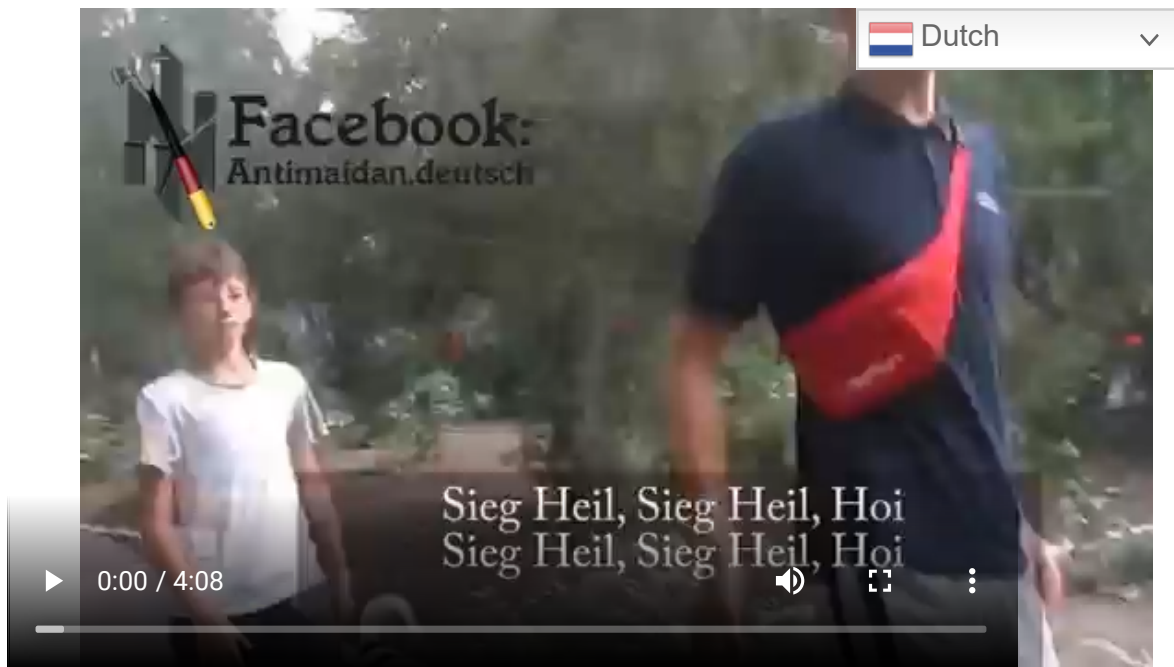 Dutch
Facebook:
Antimaidan.deutsch
Sieg Heil, Sieg Heil, Hoi
Sieg Heil, Sieg Heil, Hoi
0:00 / 4:08